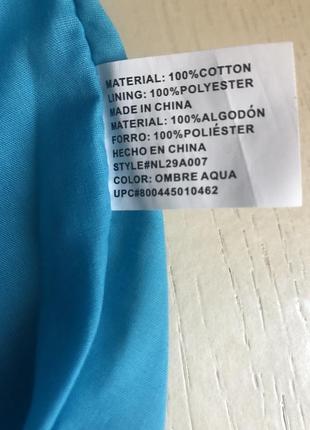 MATERIAL: 100%COTTON
LINING: 100%POLYESTER
MADE IN CHINA
MATERIAL: 100%ALGODÓN
FORRO: 100%POLIÉSTER
HECHO EN CHINA
STYLE#NL29A007
COLOR: OMBRE AQUA
UPC#800445010462